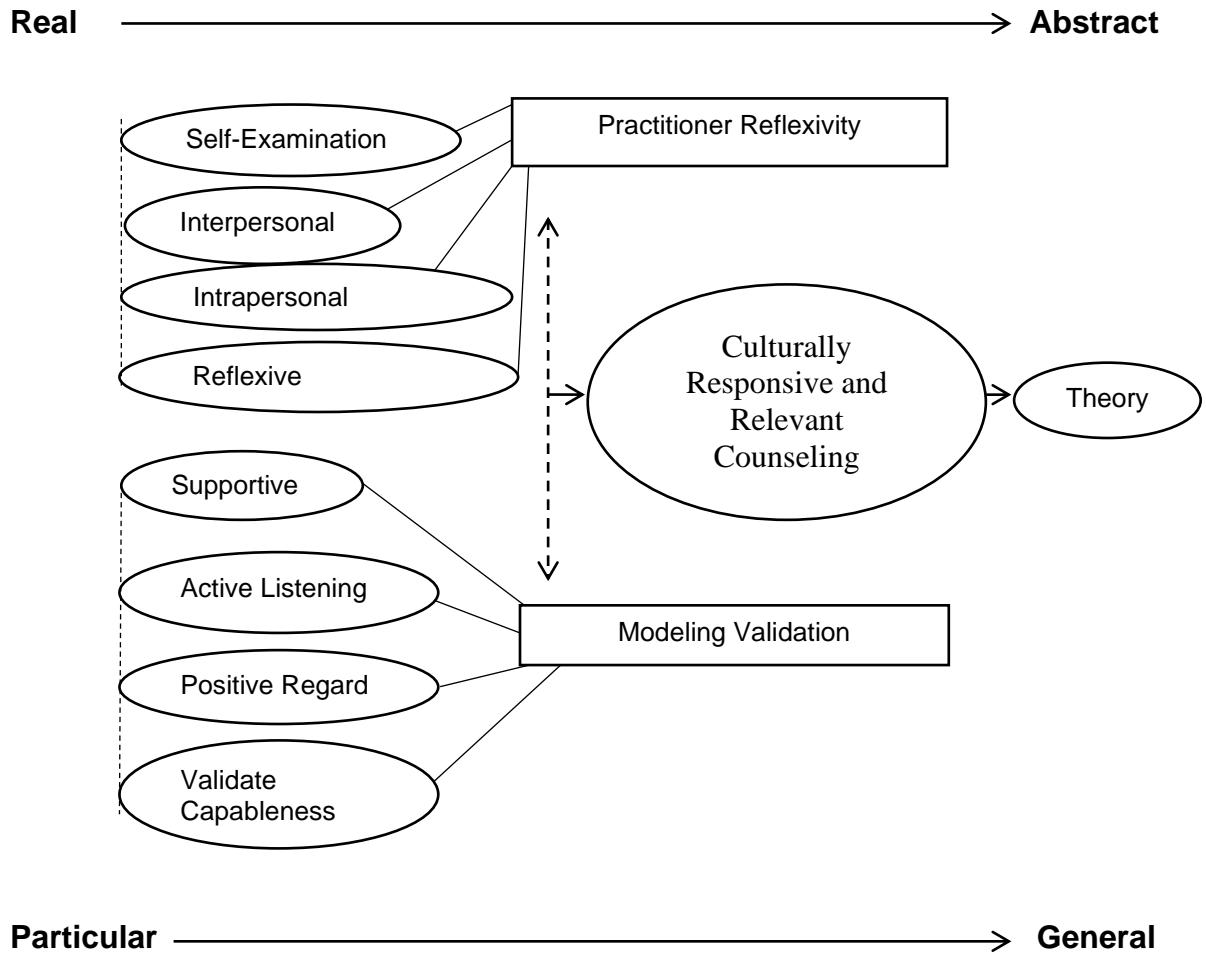 Real
Abstract
Self-Examination
Practitioner Reflexivity
Interpersonal
Intrapersonal
Reflexive
Culturally
Responsive and
Relevant
Counseling
Theory
Supportive
Active Listening
Modeling Validation
Positive Regard
Validate
Capableness
Particular
General